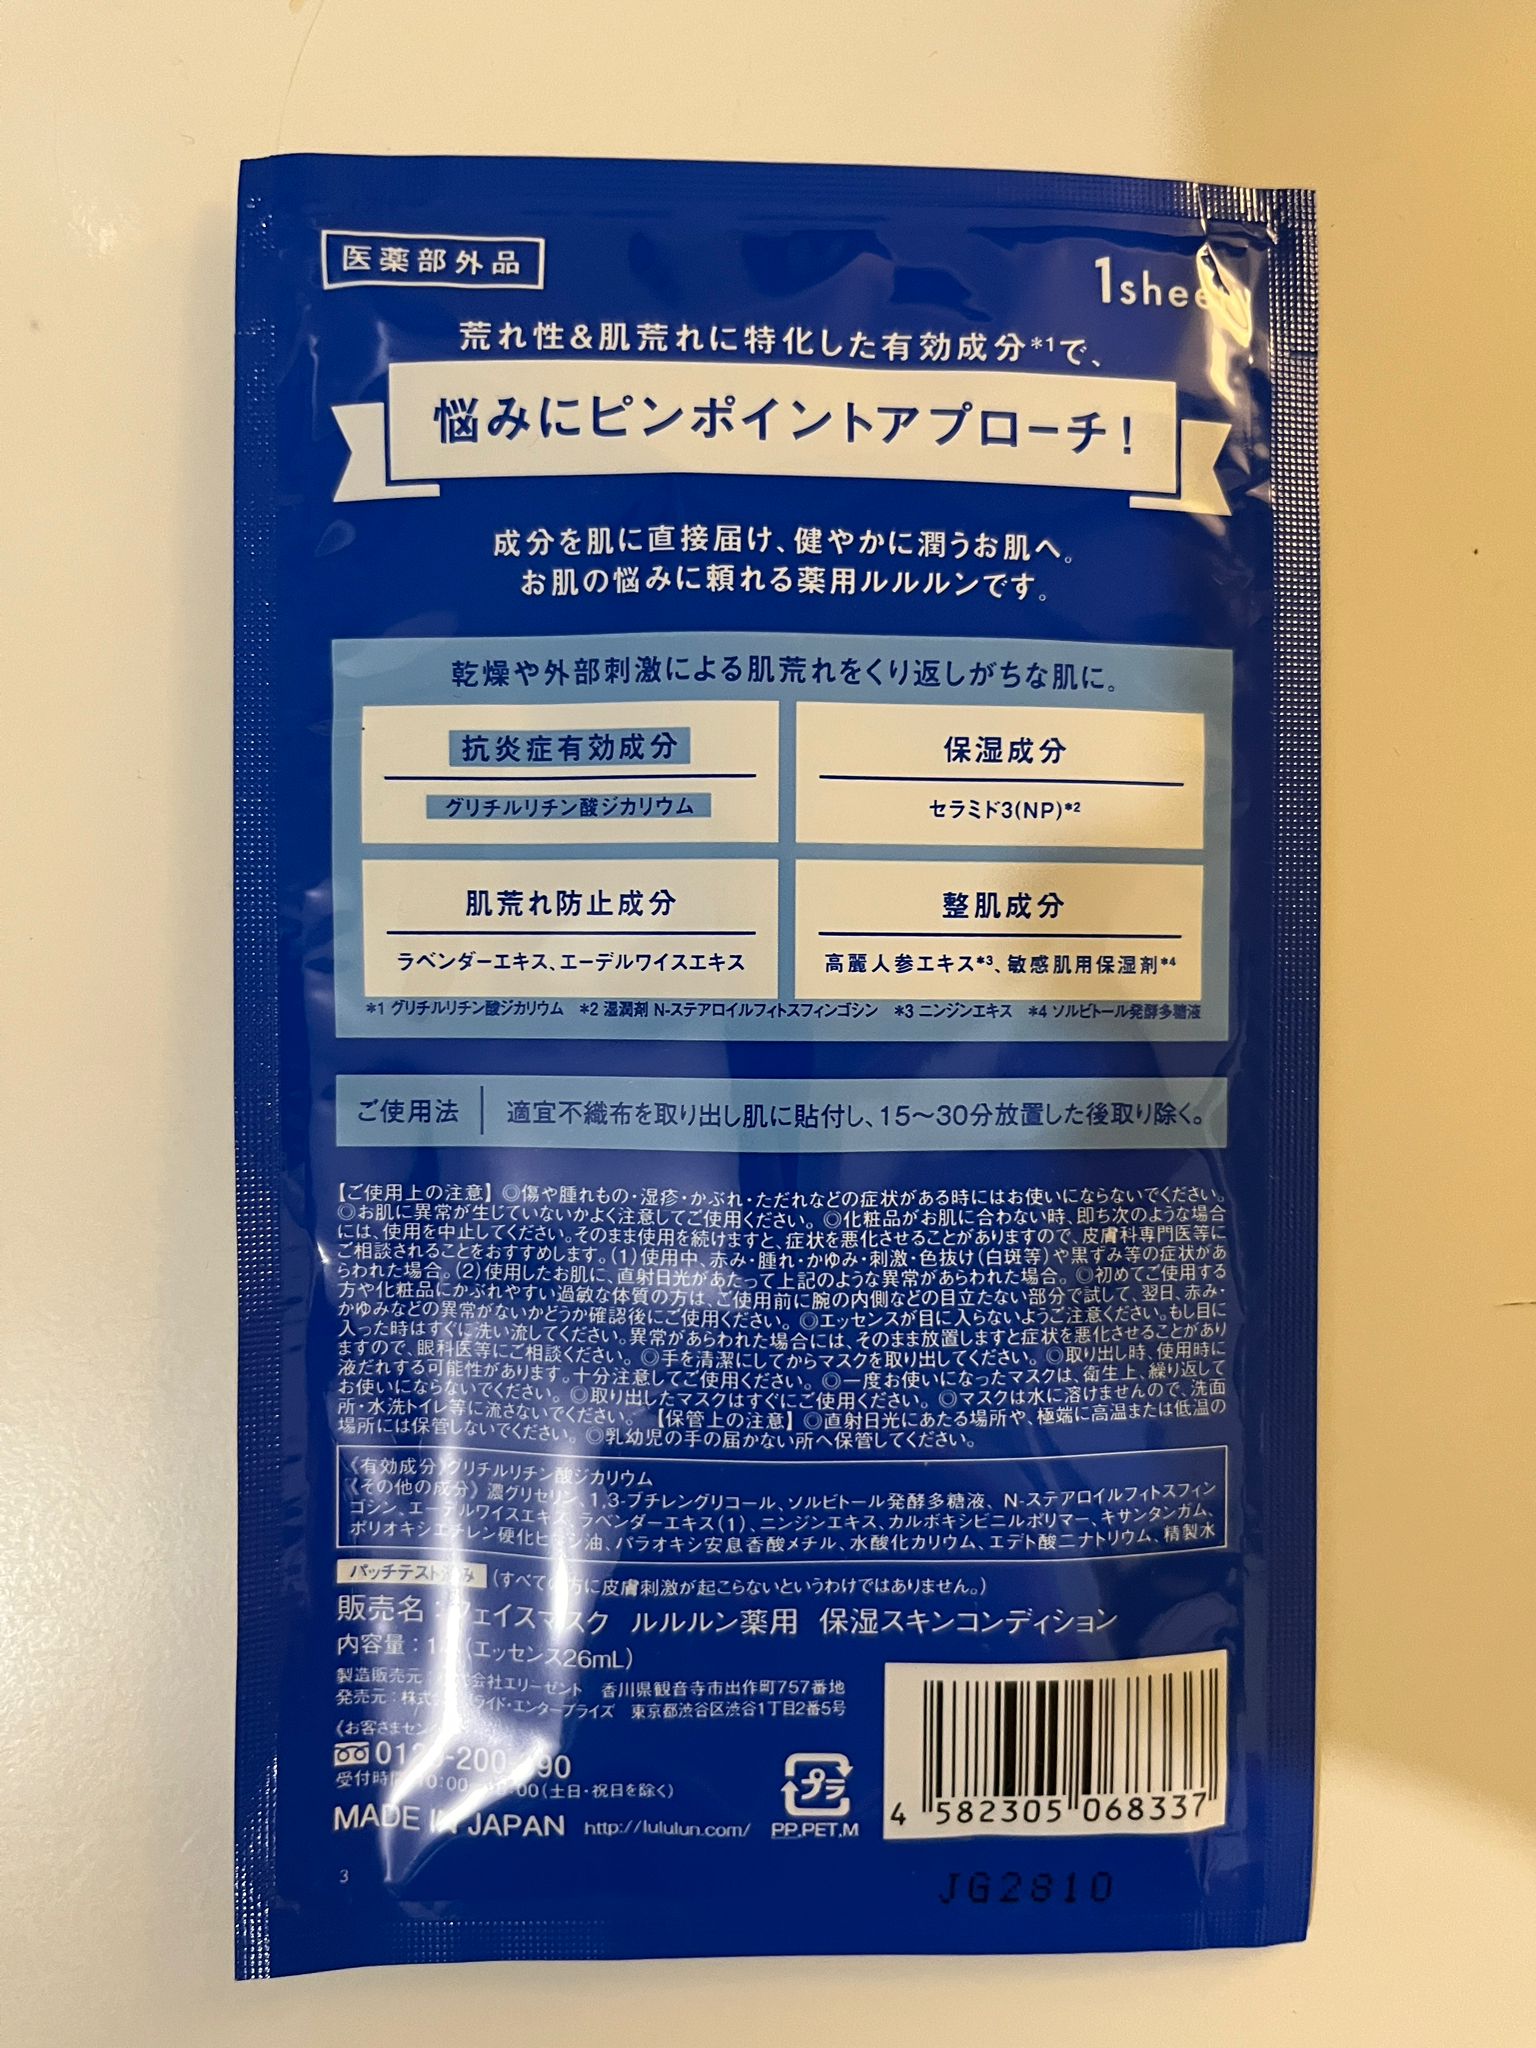 医薬部外品
1shee
荒れ性&肌荒れに特化した有効成分*1で、
悩みにピンポイントアプローチ!
成分を肌に直接届け、健やかに潤うお肌へ。
お肌の悩みに頼れる薬用ルルルンです。
乾燥や外部刺激による肌荒れをくり返しがちな肌に。
抗炎症有効成分
グリチルリチン酸ジカリウム
保湿成分
セラミド3(NP)*2
肌荒れ防止成分
ラベンダーエキス、エーデルワイスエキス
整肌成分
高麗人参エキス*3、敏感肌用保湿剤*4
*1 グリチルリチン酸ジカリウム *2 湿潤剤 N-ステアロイルフィトスフィンゴシン *3 ニンジンエキス *4 ソルビトール発酵多糖液
ご使用法 適宜不織布を取り出し肌に貼付し、15〜30分放置した後取り除く。
【ご使用上の注意】◎傷や腫れもの・湿疹・かぶれ・ただれなどの症状がある時にはお使いにならないでください。
◎お肌に異常が生じていないかよく注意してご使用ください。◎化粧品がお肌に合わない時、即ち次のような場合
には、使用を中止してください。そのまま使用を続けますと、症状を悪化させることがありますので、皮膚科専門医等に
ご相談されることをおすすめします。(1)使用中、赤み・腫れ・かゆみ・刺激・色抜け(白斑等)や黒ずみ等の症状があ
らわれた場合。(2)使用したお肌に、直射日光があたって上記のような異常があらわれた場合。◎初めてご使用する
方や化粧品にかぶれやすい過敏な体質の方は、ご使用前に腕の内側などの目立たない部分で試して、翌日、赤み・
かゆみなどの異常がないかどうか確認後にご使用ください。◎エッセンスが目に入らないようご注意ください。もし目に
入った時はすぐに洗い流してください。異常があらわれた場合には、そのまま放置しますと症状を悪化させることがあり
ますので、眼科医等にご相談ください。◎手を清潔にしてからマスクを取り出してください。◎取り出し時、使用時に
液だれする可能性があります。十分注意してご使用ください。◎一度お使いになったマスクは、衛生上、繰り返して
お使いにならないでください。◎取り出したマスクはすぐにご使用ください。◎マスクは水に溶けませんので、洗面
所・水洗トイレ等に流さないでください。【保管上の注意】◎直射日光にあたる場所や、極端に高温または低温の
場所には保管しないでください。◎乳幼児の手の届かない所へ保管してください。
《有効成分》グリチルリチン酸ジカリウム
《その他の成分》濃グリセリン、1,3-ブチレングリコール、ソルビトール発酵多糖液、N-ステアロイルフィトスフィン
ゴシン、エーデルワイスエキス、ラベンダーエキス(1)、ニンジンエキス、カルボキシビニルポリマー、キサンタンガム、
ポリオキシエチレン硬化ヒマシ油、パラオキシ安息香酸メチル、水酸化カリウム、エデト酸二ナトリウム、精製水
パッチテスト済み (すべての方に皮膚刺激が起こらないというわけではありません。)
販売名:フェイスマスク ルルルン薬用 保湿スキンコンディション
内容量:1 (エッセンス26mL)
製造販売元: 会社エリーゼント 香川県観音寺市出作町757番地
発売元:株式 ライド・エンタープライズ 東京都渋谷区渋谷1丁目2番5号
《お客さまセン
-200- 90
受付時間 (土日・祝日を除く)
MADE IN JAPAN http://lululun.com/
プラ
PP,PET,M
4 582305 068337
3
JG2810